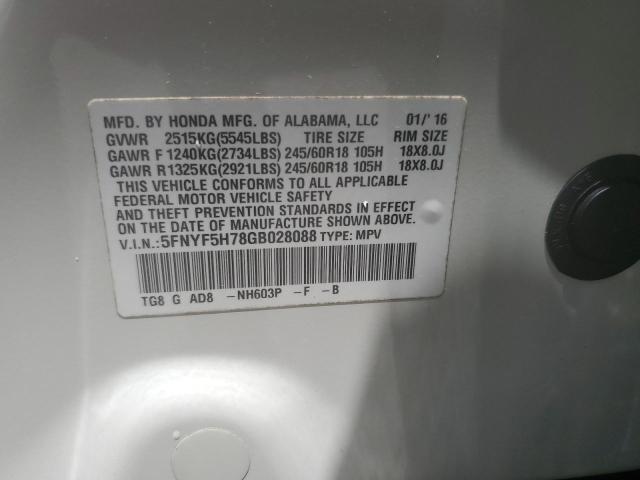 MFD. BY HONDA MFG. OF ALABAMA, LLC 01/'16
GVWR 2515KG(5545LBS) TIRE SIZE RIM SIZE
GAWR F 1240KG(2734LBS) 245/60R18 105H 18X8.0J
GAWR R 1325KG(2921LBS) 245/60R18 105H 18X8.0J
THIS VEHICLE CONFORMS TO ALL APPLICABLE
FEDERAL MOTOR VEHICLE SAFETY
AND THEFT PREVENTION STANDARDS IN EFFECT
ON THE DATE OF MANUFACTURE SHOWN ABOVE.
V.I.N.:5FNYF5H78GB028088 TYPE: MPV
TG8 G AD8 -NH603P -F -B